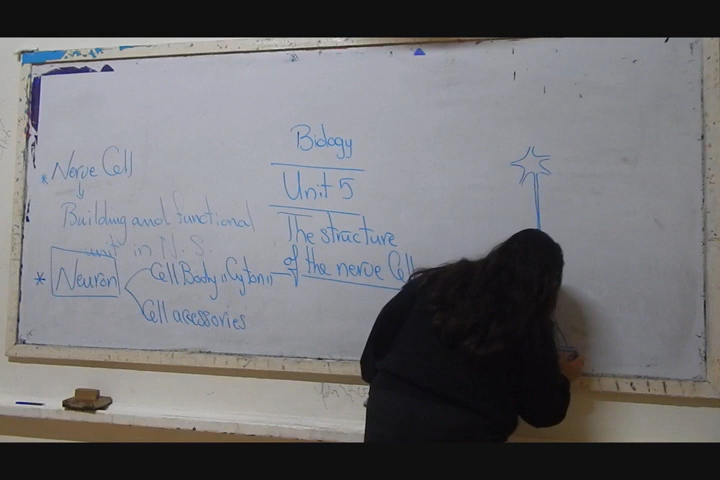 Biology
Unit 5
The structure
of the nerve Cell
* Nerve Cell
Building and functional
unit in N.S.
* Neuron
Cell Body "Cyton"
Cell accessories